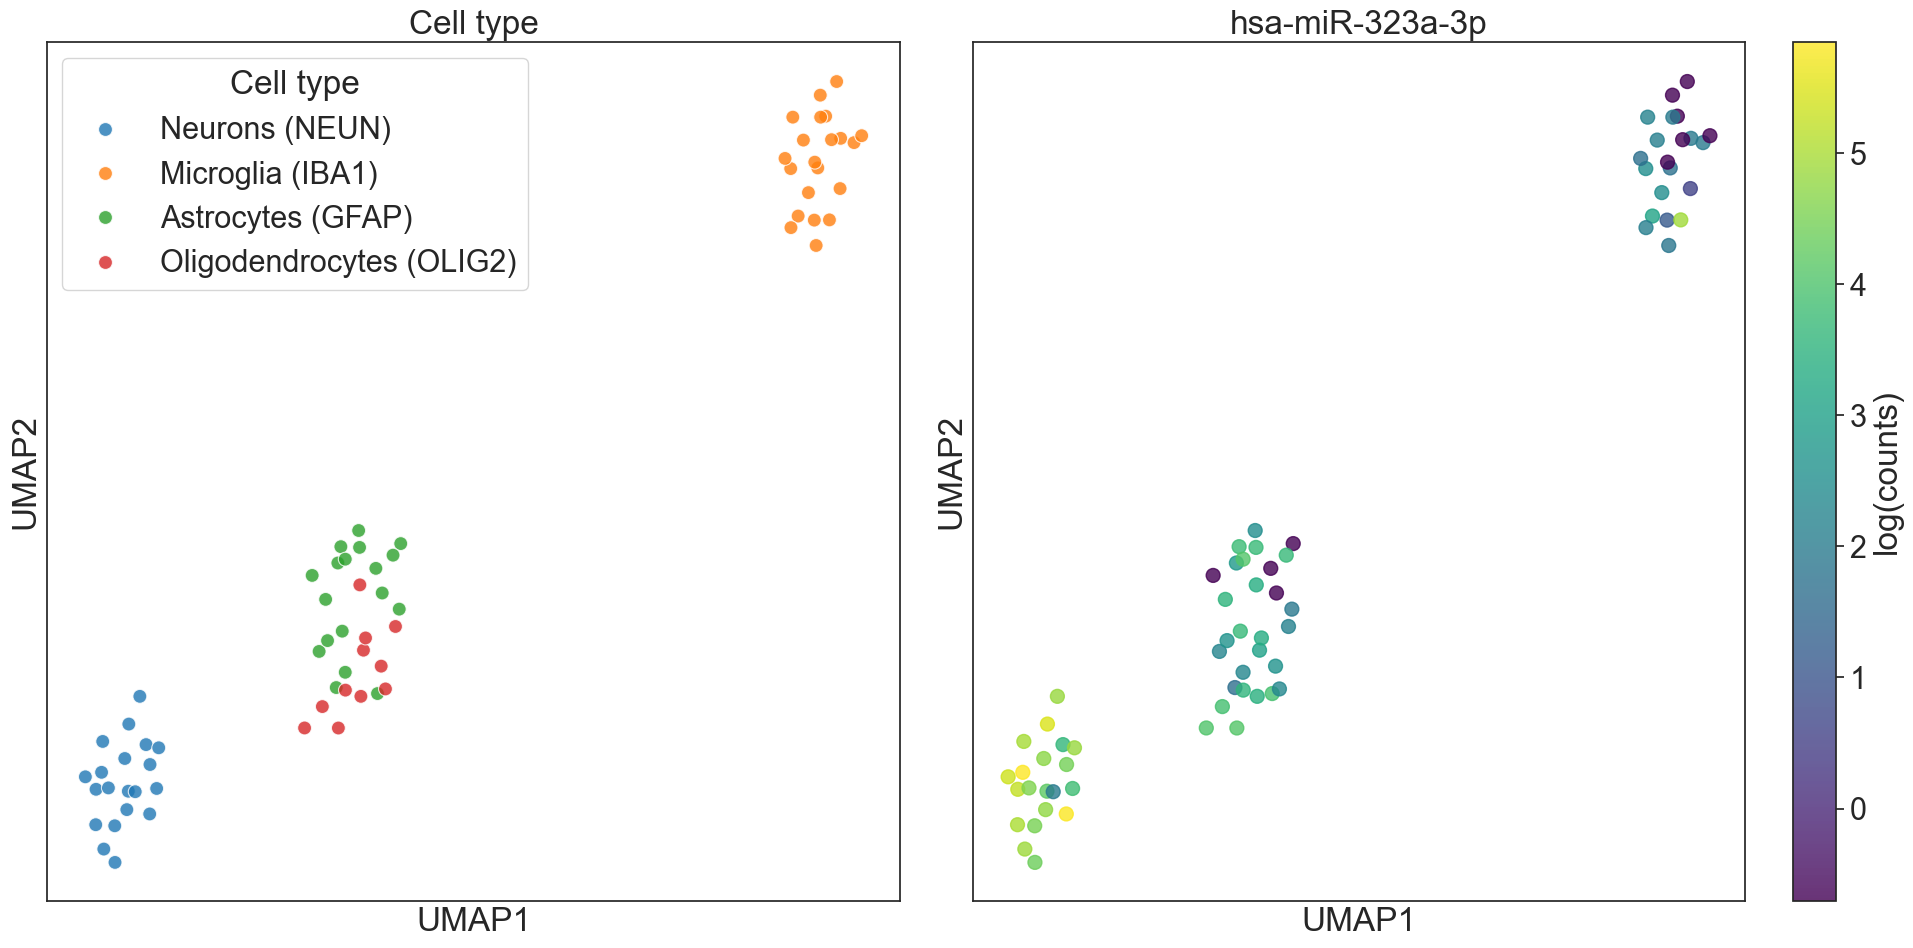 Cell type
Cell type
Neurons (NEUN)
Microglia (IBA1)
Astrocytes (GFAP)
Oligodendrocytes (OLIG2)
UMAP2
UMAP1
hsa-miR-323a-3p
UMAP2
UMAP1
5
4
3
2
1
0
log(counts)